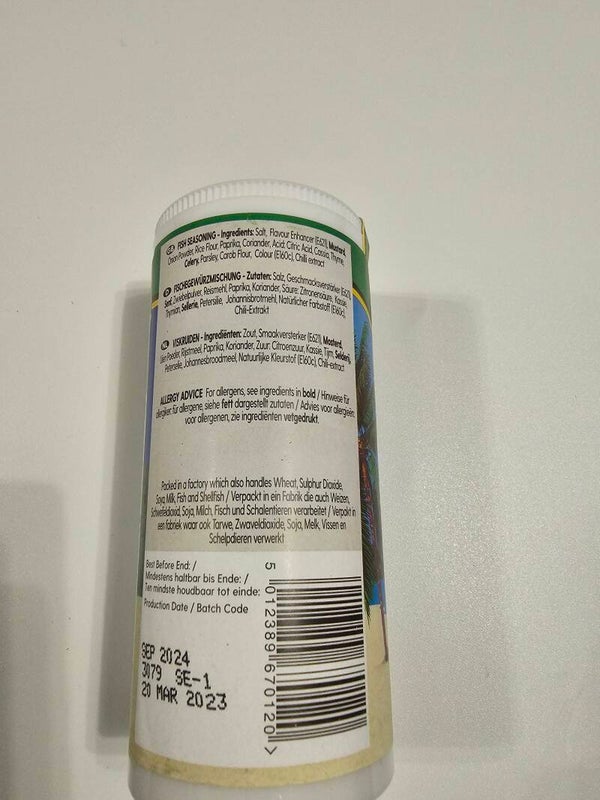 GB FISH SEASONING - Ingredients: Salt, Flavour Enhancer (E621), Mustard,
Onion Powder, Rice Flour, Paprika, Coriander, Acid: Citric Acid, Cassia, Thyme,
Celery, Parsley, Carob Flour, Colour (E160c), Chilli extract
FISCHEGEWÜRZMISCHUNG - Zutaten: Salz, Geschmacksverstärker (E621),
Senf, Zwiebelpulver, Reismehl, Paprika, Koriander, Säure: Zitronensäure, Kassie,
Thymian, Sellerie, Petersilie, Johannisbrotmehl, Natürlicher Farbstoff (E160c),
Chili-Extrakt
NL VISKRUIDEN - Ingrediënten: Zout, Smaakversterker (E621), Mosterd,
Uien Poeder, Rijstmeel, Paprika, Koriander, Zuur: Citroenzuur, Kassie, Tijm, Selderij,
Peterselie, Johannesbroodmeel, Natuurlijke Kleurstof (E160c), Chili-extract
ALLERGY ADVICE For allergens, see ingredients in bold / Hinweise für
allergiker: für allergene, siehe fett dargestellt zutaten / Advies voor allergieën:
voor allergenen, zie ingrediënten vetgedrukt.
Packed in a factory which also handles Wheat, Sulphur Dioxide,
Soya, Milk, Fish and Shellfish / Verpackt in ein Fabrik die auch Weizen,
Schwefeldioxid, Soja, Milch, Fisch und Schalentieren verarbeitet / Verpakt in
een fabriek waar ook Tarwe, Zwaveldioxide, Soja, Melk, Vissen en
Schelpdieren verwerkt
Best Before End: /
Mindestens haltbar bis Ende: /
Ten minste houdbaar tot einde:
Production Date / Batch Code
SEP 2024
3079 SE-1
20 MAR 2023
5 012389 670120 >